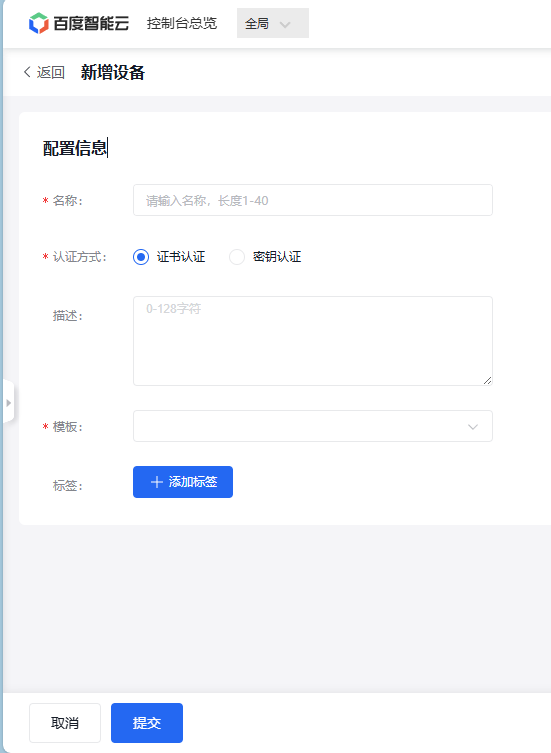 百度智能云 控制台总览 全局
返回 新增设备
配置信息
* 名称： 请输入名称，长度1-40
* 认证方式： 证书认证 密钥认证
描述： 0-128字符
* 模板：
标签： 添加标签
取消 提交